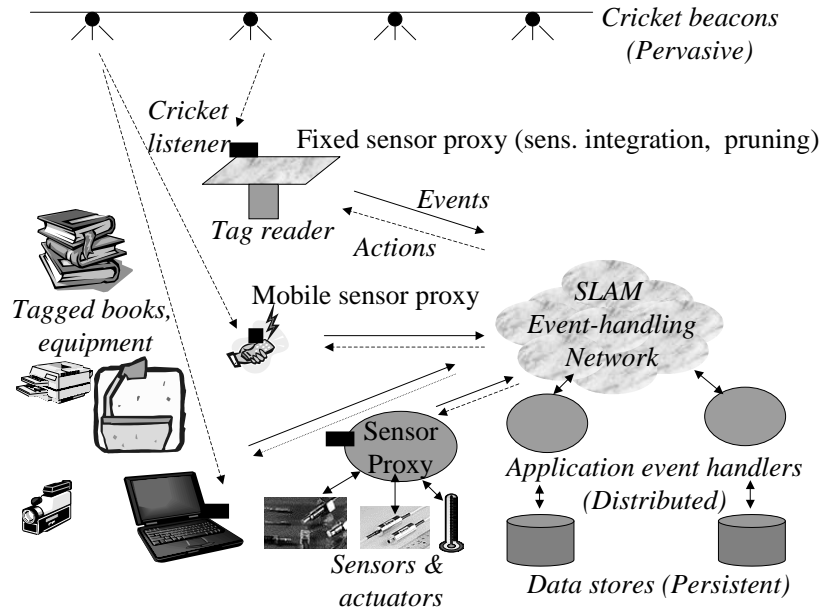 Cricket beacons
(Pervasive)
Cricket
listener
Fixed sensor proxy (sens. integration, pruning)
Events
Tag reader
Actions
Mobile sensor proxy
SLAM
Event-handling
Network
Tagged books,
equipment
Sensor
Proxy
Application event handlers
(Distributed)
Sensors &
actuators
Data stores (Persistent)